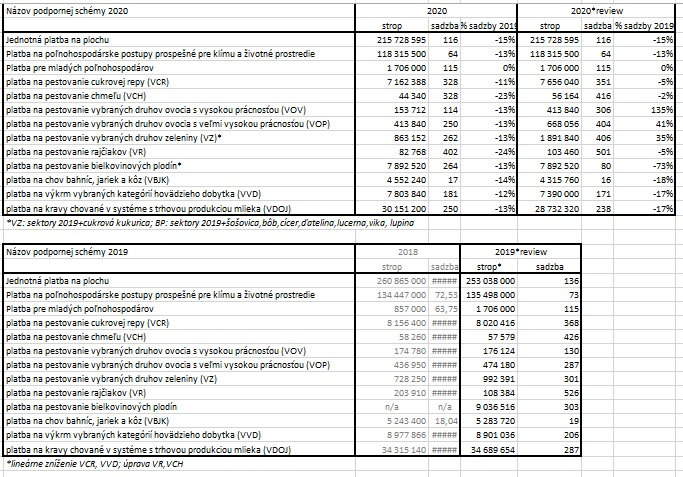 Názov podpornej schémy 2020 2020 2020*review
strop sadzba % sadzby 2019 strop sadzba % sadzby 2019
Jednotná platba na plochu 215 728 595 116 -15% 215 728 595 116 -15%
Platba na poľnohospodárske postupy prospešné pre klímu a životné prostredie 118 315 500 64 -13% 118 315 500 64 -13%
Platba pre mladých poľnohospodárov 1 706 000 115 0% 1 706 000 115 0%
platba na pestovanie cukrovej repy (VCR) 7 162 388 328 -11% 7 656 040 351 -5%
platba na pestovanie chmeľu (VCH) 44 340 328 -23% 56 164 416 -2%
platba na pestovanie vybraných druhov ovocia s vysokou prácnosťou (VOV) 153 712 114 -13% 413 840 306 135%
platba na pestovanie vybraných druhov ovocia s veľmi vysokou prácnosťou (VOP) 413 840 250 -13% 668 056 404 41%
platba na pestovanie vybraných druhov zeleniny (VZ)* 863 152 262 -13% 1 891 840 406 35%
platba na pestovanie rajčiakov (VR) 82 768 402 -24% 103 460 501 -5%
platba na pestovanie bielkovinových plodín* 7 892 520 264 -13% 7 892 520 80 -73%
platba na chov bahníc, jariek a kôz (VBJK) 4 552 240 17 -14% 4 315 760 16 -18%
platba na výkrm vybraných kategórií hovädzieho dobytka (VVD) 7 803 840 181 -12% 7 390 000 171 -17%
platba na kravy chované v systéme s trhovou produkciou mlieka (VDOJ) 30 151 200 250 -13% 28 732 320 238 -17%
*VZ: sektory 2019+cukrová kukurica; BP: sektory 2019+šošovica,bôb,cícer,ďatelina,lucerna,vika, lupina
Názov podpornej schémy 2019 2018 2019*review
strop sadzba strop* sadzba
Jednotná platba na plochu 260 865 000 ##### 253 038 000 136
Platba na poľnohospodárske postupy prospešné pre klímu a životné prostredie 134 447 000 72,53 135 498 000 73
Platba pre mladých poľnohospodárov 857 000 63,75 1 706 000 115
platba na pestovanie cukrovej repy (VCR) 8 156 400 ##### 8 020 416 368
platba na pestovanie chmeľu (VCH) 58 260 ##### 57 579 426
platba na pestovanie vybraných druhov ovocia s vysokou prácnosťou (VOV) 174 780 ##### 176 124 130
platba na pestovanie vybraných druhov ovocia s veľmi vysokou prácnosťou (VOP) 436 950 ##### 474 180 287
platba na pestovanie vybraných druhov zeleniny (VZ) 728 250 ##### 992 391 301
platba na pestovanie rajčiakov (VR) 203 910 ##### 108 384 526
platba na pestovanie bielkovinových plodín n/a n/a 9 036 516 303
platba na chov bahníc, jariek a kôz (VBJK) 5 243 400 18,04 5 283 720 19
platba na výkrm vybraných kategórií hovädzieho dobytka (VVD) 8 977 866 ##### 8 901 036 206
platba na kravy chované v systéme s trhovou produkciou mlieka (VDOJ) 34 315 140 ##### 34 689 654 287
*lineárne zníženie VCR, VVD; úprava VR,VCH